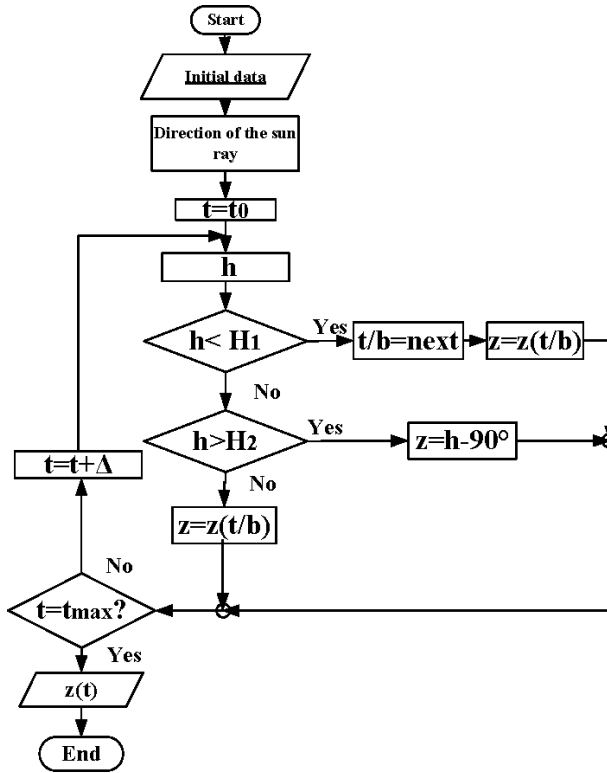 Start
Initial data
Direction of the sun
ray
t=t0
h
h< H1
Yes
t/b=next
z=z(t/b)
No
h>H2
Yes
z=h-90°
t=t+Δ
No
z=z(t/b)
No
t=tmax?
Yes
z(t)
End